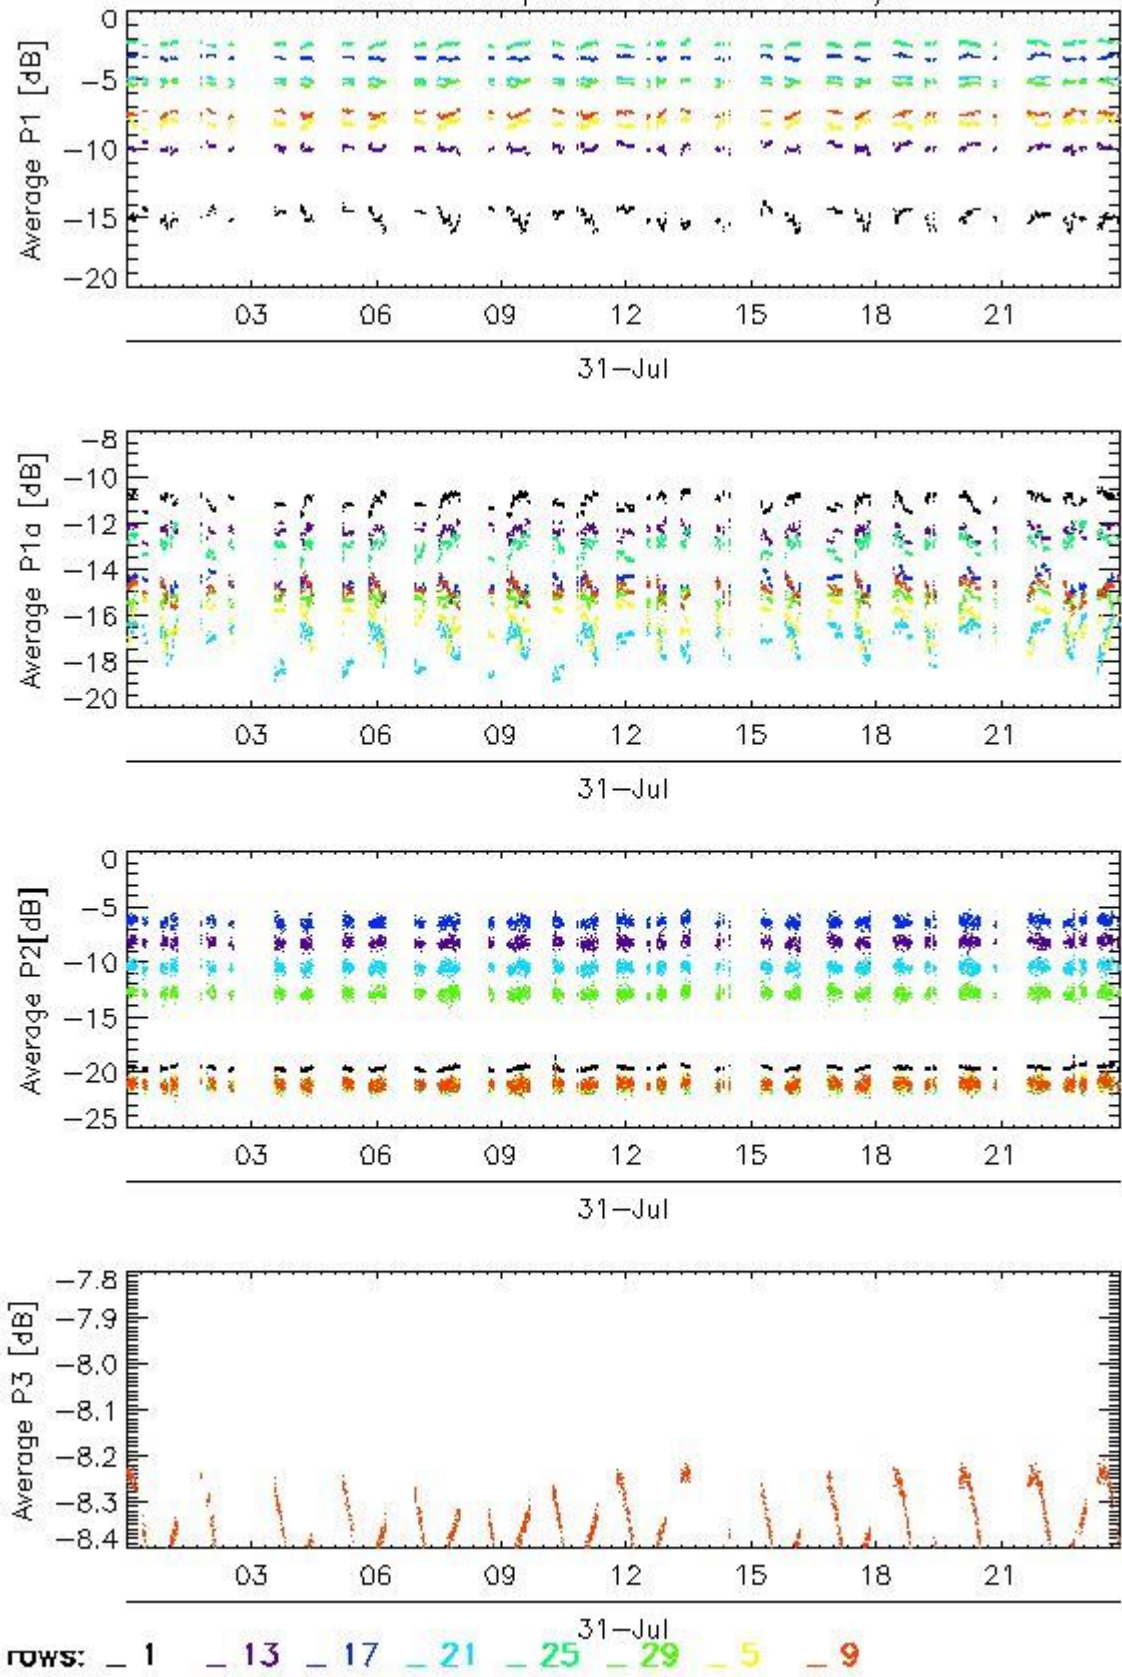 0
-5
-10
-15
-20
Average P1 [dB]
03 06 09 12 15 18 21
31-Jul
-8
-10
-12
-14
-16
-18
-20
Average P1a [dB]
03 06 09 12 15 18 21
31-Jul
0
-5
-10
-15
-20
-25
Average P2[dB]
03 06 09 12 15 18 21
31-Jul
-7.8
-7.9
-8.0
-8.1
-8.2
-8.3
-8.4
Average P3 [dB]
03 06 09 12 15 18 21
31-Jul
rows: _ 1 _ 13 _ 17 _ 21 _ 25 _ 29 _ 5 _ 9